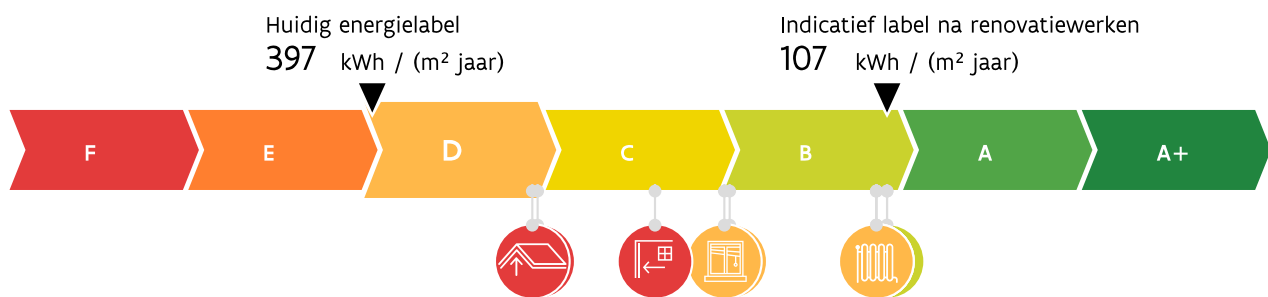 Huidig energielabel
397 kWh / (m² jaar)
Indicatief label na renovatiewerken
107 kWh / (m² jaar)
F E D C B A A+